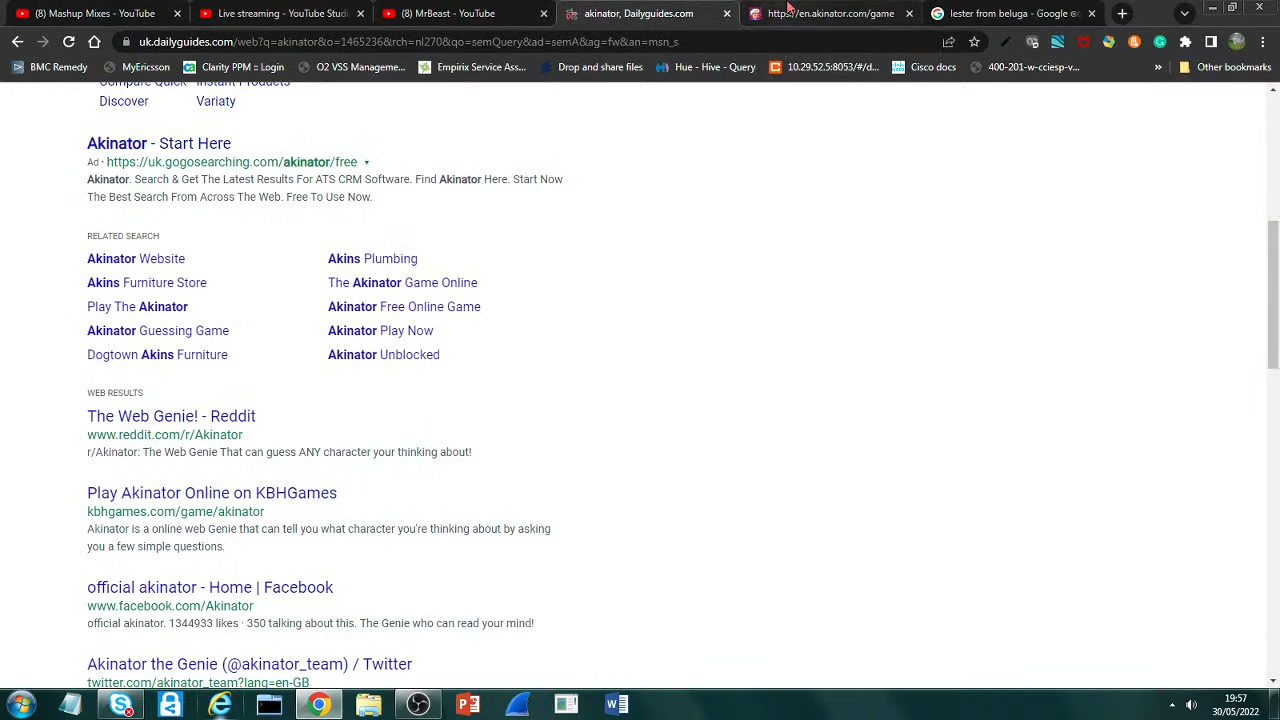 (8) YouTube
Live streaming - YouTube Studio
(8) MrBeast - YouTube
akinator, Dailyguides.com
https://en.akinator.com/game
lester from beluga - Google se
uk.dailyguides.com/web?q=akinator&o=1465236&rch=nl270&qo=semQuery&ad=semA&ag=fw&an=msn_s
BMC Remedy
MyEricsson
Clarity PPM :: Login
O2 VSS Manageme...
Empirix Service Ass...
Drop and share files
Hue - Hive - Query
10.29.52.5:8053/#/d...
Cisco docs
400-201-w-cciesp-v...
»
Other bookmarks
Compare Quick
Instant Products
Discover
Variaty
Akinator - Start Here
Ad · https://uk.gogosearching.com/akinator/free
Akinator. Search & Get The Latest Results For ATS CRM Software. Find Akinator Here. Start Now
The Best Search From Across The Web. Free To Use Now.
RELATED SEARCH
Akinator Website
Akins Plumbing
Akins Furniture Store
The Akinator Game Online
Play The Akinator
Akinator Free Online Game
Akinator Guessing Game
Akinator Play Now
Dogtown Akins Furniture
Akinator Unblocked
WEB RESULTS
The Web Genie! - Reddit
www.reddit.com/r/Akinator
r/Akinator: The Web Genie That can guess ANY character your thinking about!
Play Akinator Online on KBHGames
kbhgames.com/game/akinator
Akinator is a online web Genie that can tell you what character you're thinking about by asking
you a few simple questions.
official akinator - Home | Facebook
www.facebook.com/Akinator
official akinator. 1344933 likes · 350 talking about this. The Genie who can read your mind!
Akinator the Genie (@akinator_team) / Twitter
twitter.com/akinator_team?lang=en-GB
19:57
30/05/2022